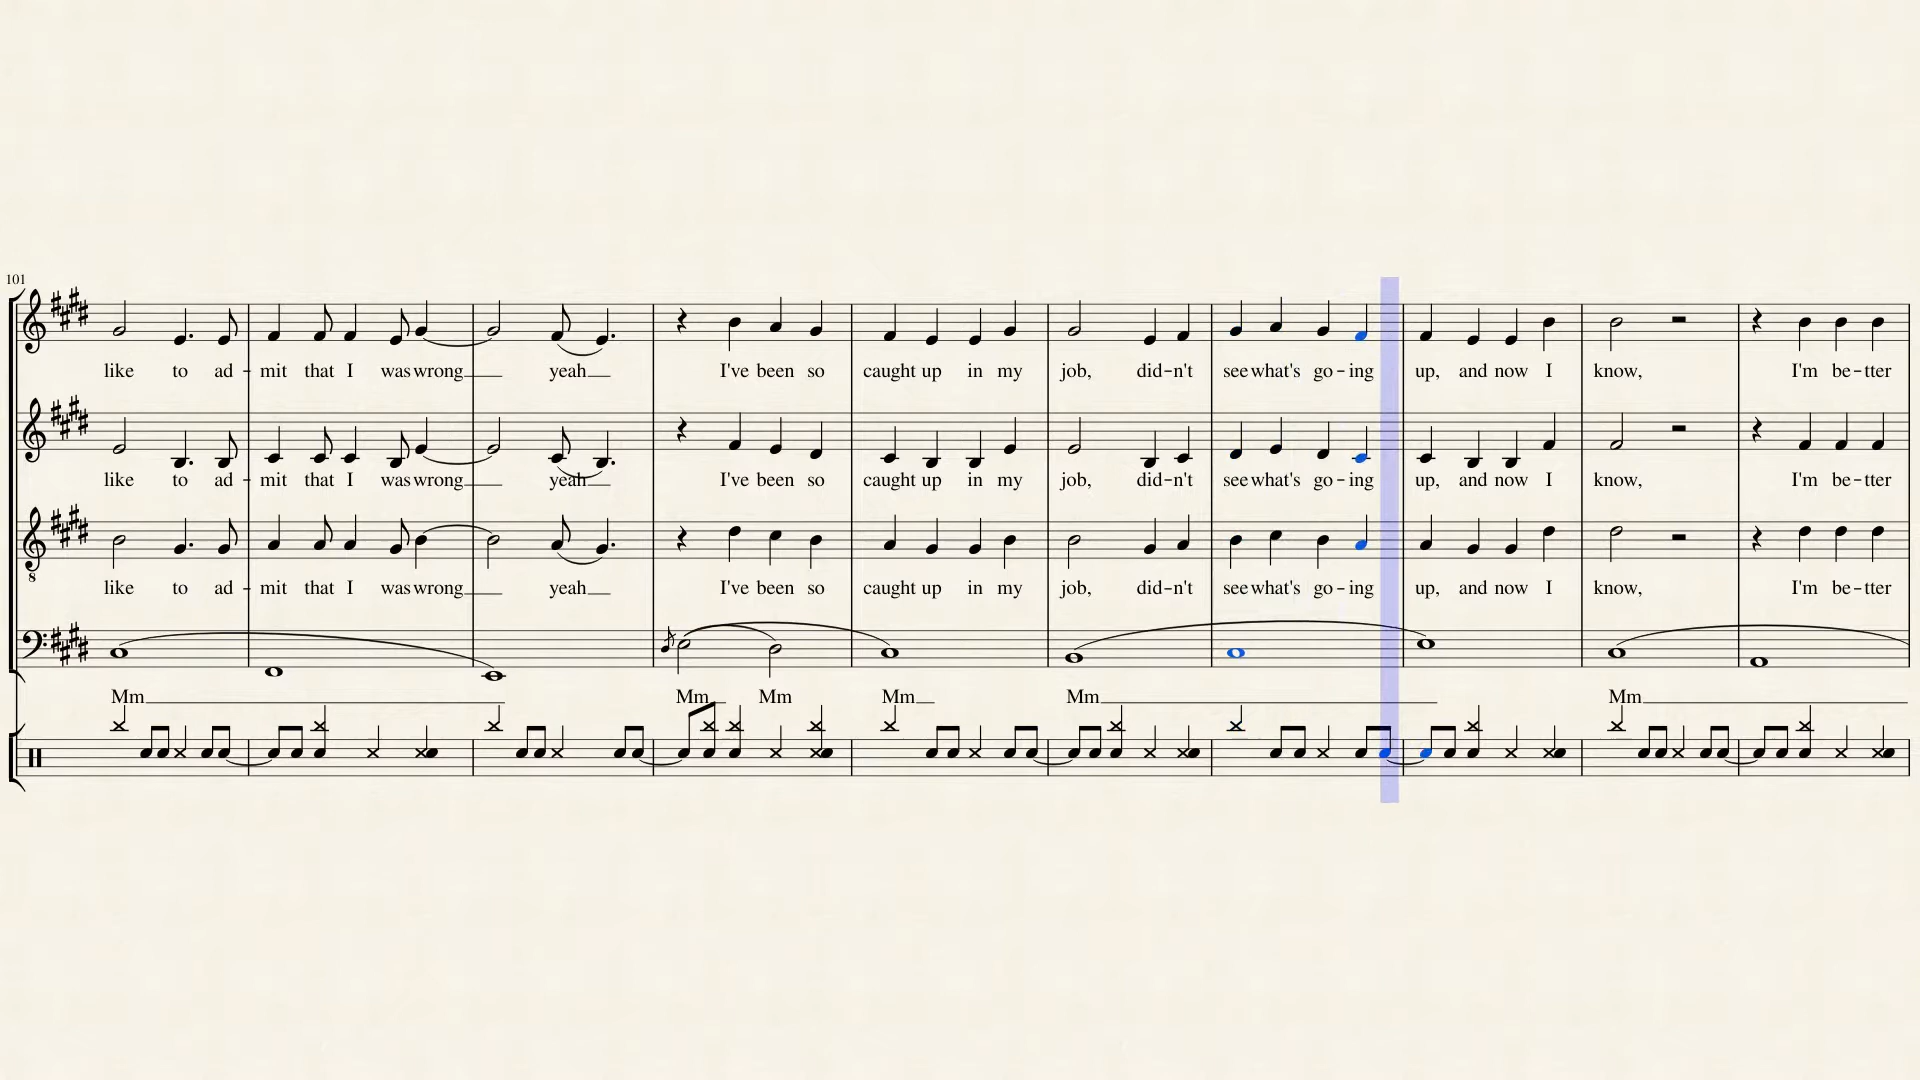 101
like to ad - mit that I was wrong yeah I've been so caught up in my job, did-n't see what's go-ing up, and now I know, I'm be-tter
like to ad - mit that I was wrong yeah I've been so caught up in my job, did-n't see what's go-ing up, and now I know, I'm be-tter
8
like to ad - mit that I was wrong yeah I've been so caught up in my job, did-n't see what's go-ing up, and now I know, I'm be-tter
Mm Mm Mm Mm Mm Mm